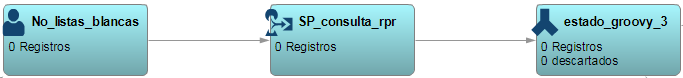 No_listas_blancas
0 Registros
SP_consulta_rpr
0 Registros
estado_groovy_3
0 Registros
0 descartados